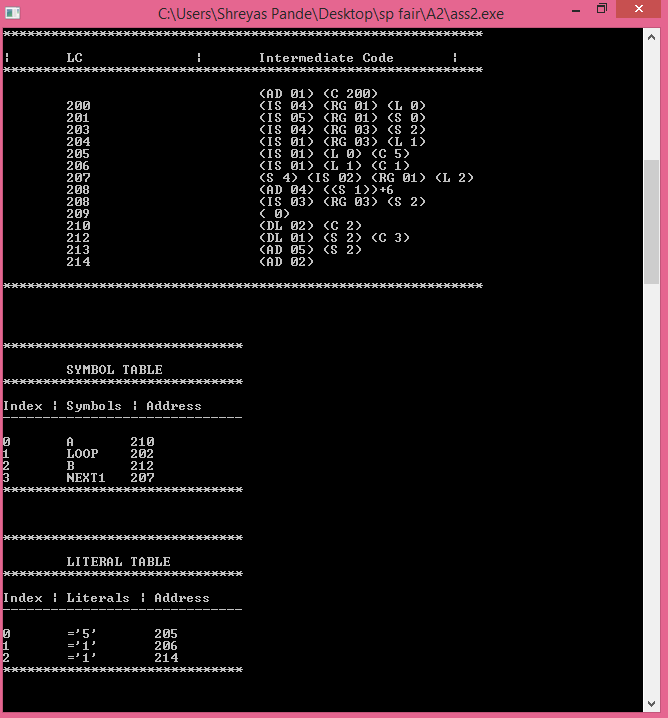 C:\Users\Shreyas Pande\Desktop\sp fair\A2\ass2.exe
************************************************************
| LC | Intermediate Code |
************************************************************
(AD 01) (C 200)
200 (IS 04) (RG 01) (L 0)
201 (IS 05) (RG 01) (S 0)
203 (IS 04) (RG 03) (S 2)
204 (IS 01) (RG 03) (L 1)
205 (IS 01) (L 0) (C 5)
206 (IS 01) (L 1) (C 1)
207 (S 4) (IS 02) (RG 01) (L 2)
208 (AD 04) ((S 1))+6
208 (IS 03) (RG 03) (S 2)
209 ( 0)
210 (DL 02) (C 2)
212 (DL 01) (S 2) (C 3)
213 (AD 05) (S 2)
214 (AD 02)
************************************************************
******************************
SYMBOL TABLE
******************************
Index | Symbols | Address
------------------------------
0 A 210
1 LOOP 202
2 B 212
3 NEXT1 207
******************************
******************************
LITERAL TABLE
******************************
Index | Literals | Address
------------------------------
0 ='5' 205
1 ='1' 206
2 ='1' 214
******************************